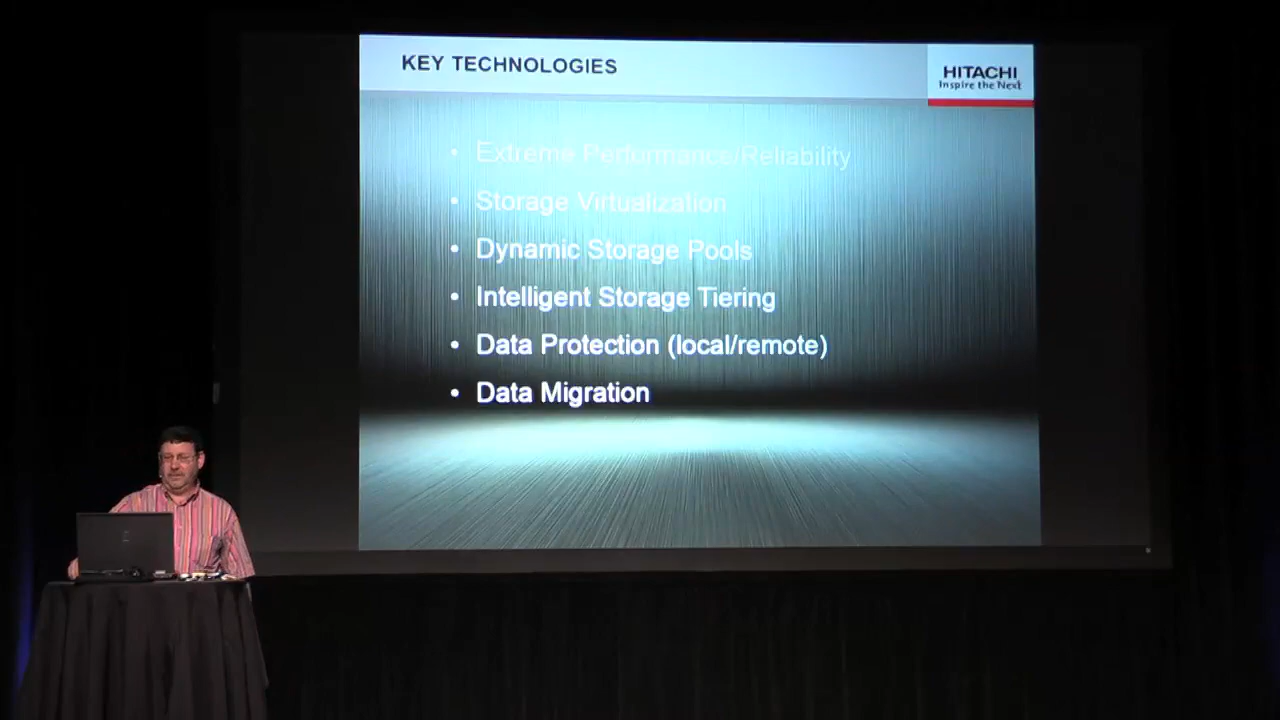 KEY TECHNOLOGIES
HITACHI
Inspire the Next
• Extreme Performance/Reliability
• Storage Virtualization
• Dynamic Storage Pools
• Intelligent Storage Tiering
• Data Protection (local/remote)
• Data Migration